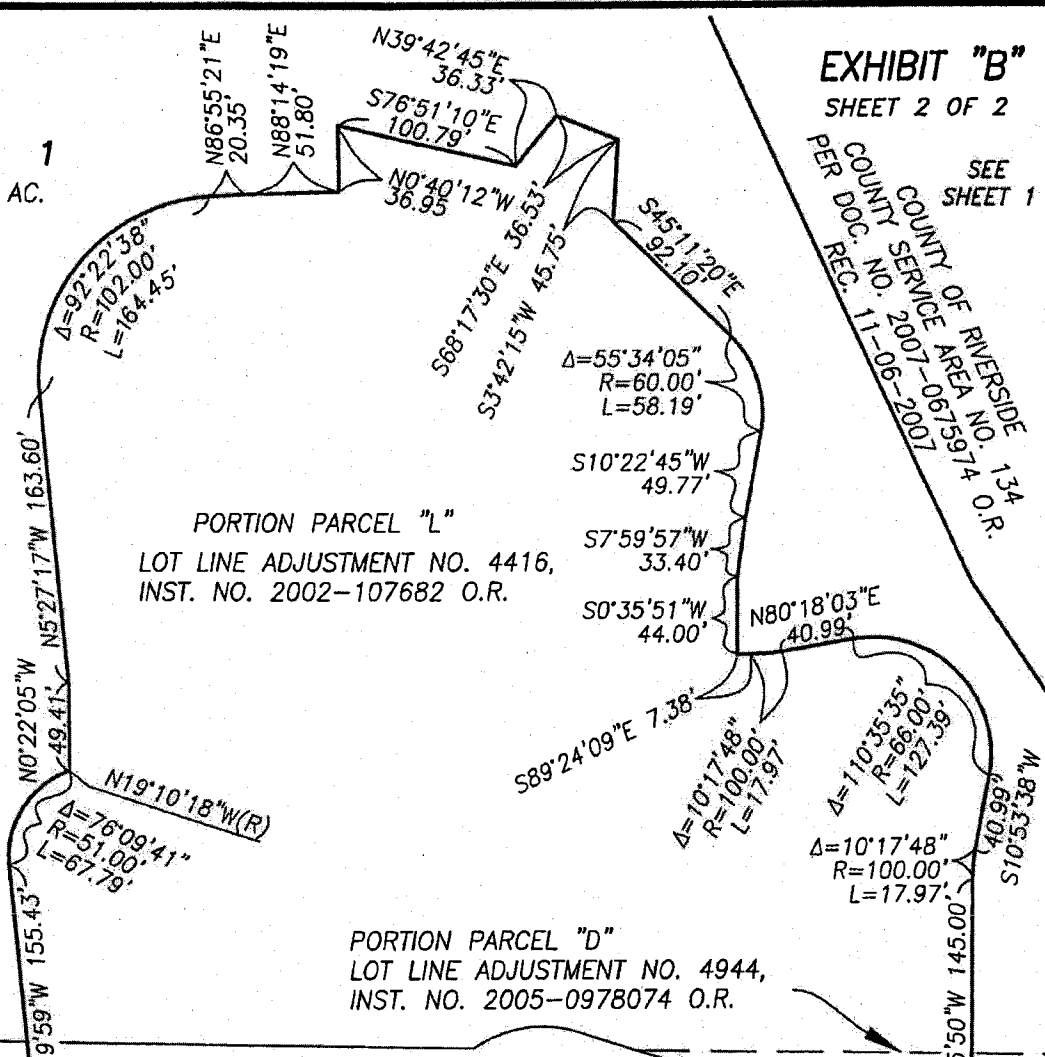 EXHIBIT "B"
SHEET 2 OF 2
SEE
SHEET 1
1
AC.
N86°55'21"E
20.35'
N88°14'19"E
51.80'
N39°42'45"E
36.33'
S76°51'10"E
100.79'
N0°40'12"W
36.95
S68°17'30"E 36.53'
S3°42'15"W 45.75'
S45°11'20"E
92.10'
COUNTY OF RIVERSIDE
COUNTY SERVICE AREA NO. 134
PER DOC. NO. 2007-0675974 O.R.
REC. 11-06-2007
Δ=92°22'38"
R=102.00'
L=164.45'
Δ=55°34'05"
R=60.00'
L=58.19'
S10°22'45"W
49.77'
S7°59'57"W
33.40'
S0°35'51"W
44.00'
N80°18'03"E
40.99'
N5°27'17"W 163.60'
PORTION PARCEL "L"
LOT LINE ADJUSTMENT NO. 4416,
INST. NO. 2002-107682 O.R.
N0°22'05"W
49.41'
N19°10'18"W(R)
Δ=76°09'41"
R=51.00'
L=67.79'
S89°24'09"E 7.38'
Δ=10°17'48"
R=100.00'
L=17.97'
Δ=110°35'35"
R=66.00'
L=127.39'
40.99'
S10°53'38"W
Δ=10°17'48"
R=100.00'
L=17.97'
9'59"W 155.43'
PORTION PARCEL "D"
LOT LINE ADJUSTMENT NO. 4944,
INST. NO. 2005-0978074 O.R.
'50"W 145.00'